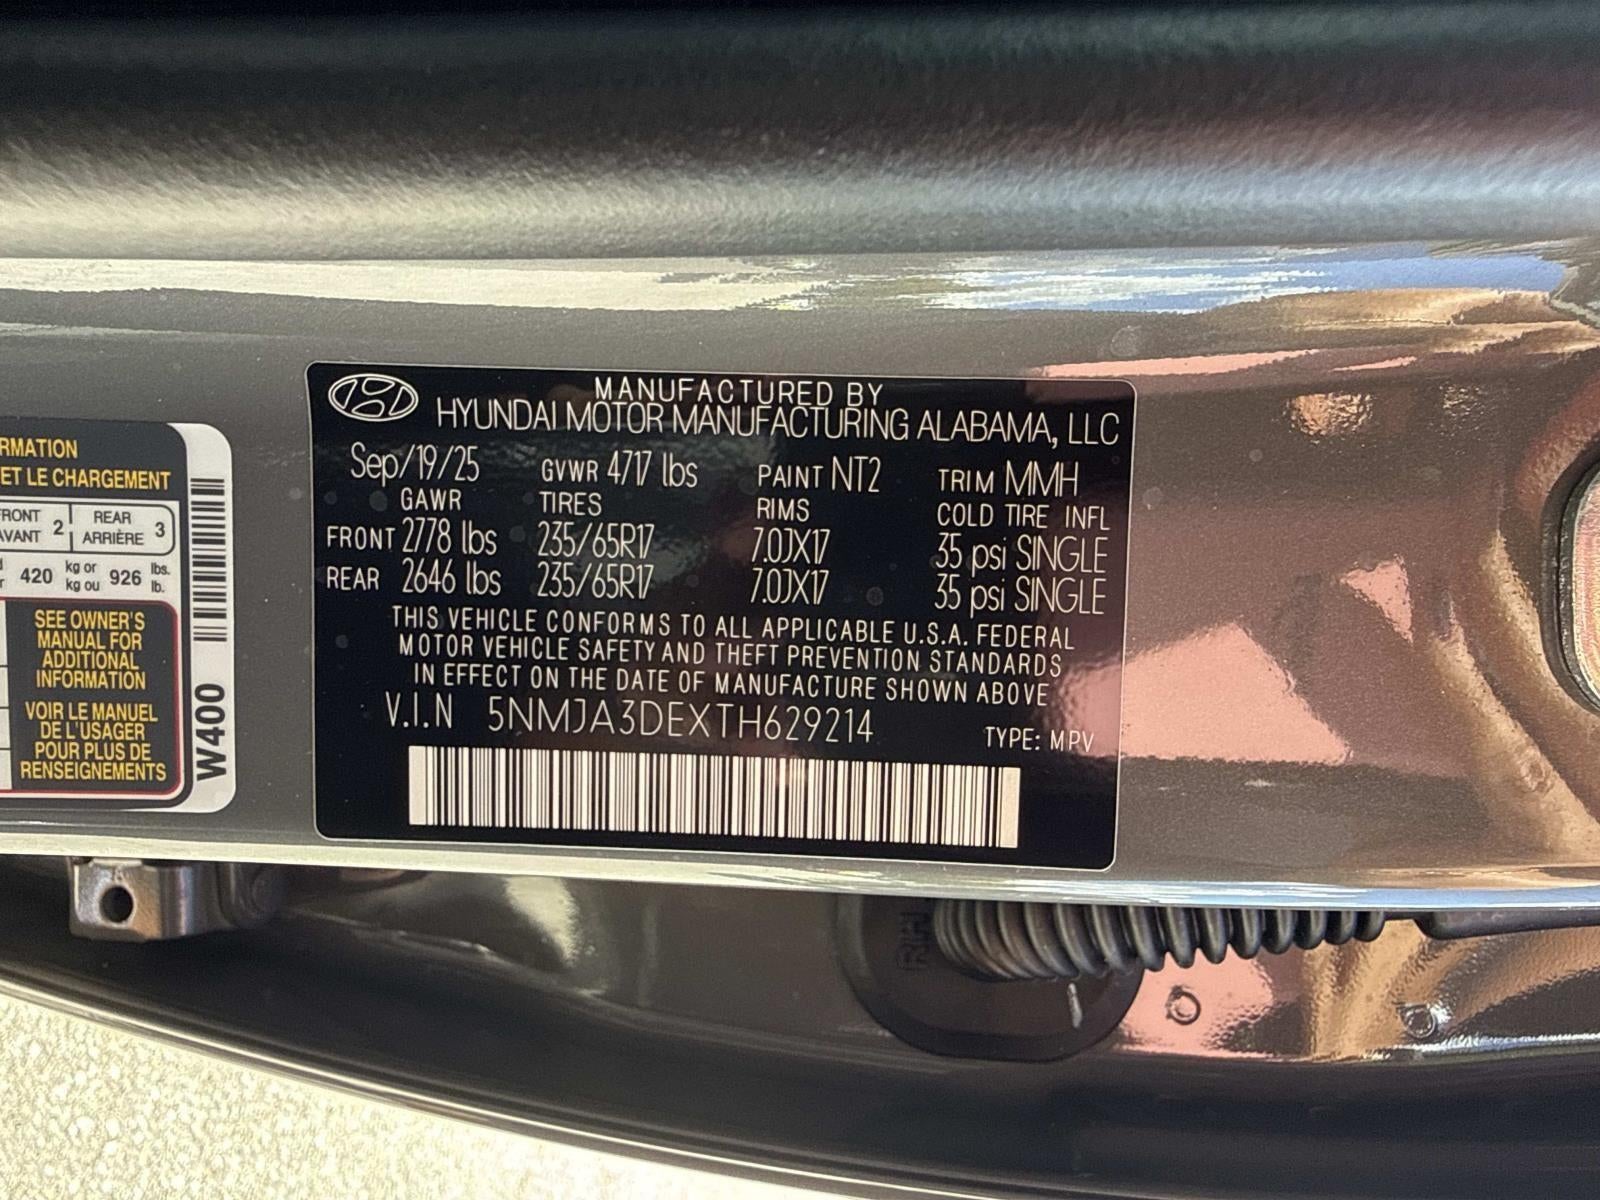 MANUFACTURED BY
HYUNDAI MOTOR MANUFACTURING ALABAMA, LLC
Sep/19/25 GVWR 4717 lbs PAINT NT2 TRIM MMH
GAWR TIRES RIMS COLD TIRE INFL
FRONT 2778 lbs 235/65R17 7.0JX17 35 psi SINGLE
REAR 2646 lbs 235/65R17 7.0JX17 35 psi SINGLE
THIS VEHICLE CONFORMS TO ALL APPLICABLE U.S.A. FEDERAL
MOTOR VEHICLE SAFETY AND THEFT PREVENTION STANDARDS
IN EFFECT ON THE DATE OF MANUFACTURE SHOWN ABOVE
V.I.N 5NMJA3DEXTH629214 TYPE: MPV
RMATION
ET LE CHARGEMENT
FRONT
AVANT 2
REAR
ARRIÈRE 3
420 kg or
kg ou 926 lbs.
lb.
SEE OWNER'S
MANUAL FOR
ADDITIONAL
INFORMATION
VOIR LE MANUEL
DE L'USAGER
POUR PLUS DE
RENSEIGNEMENTS
W400
RH